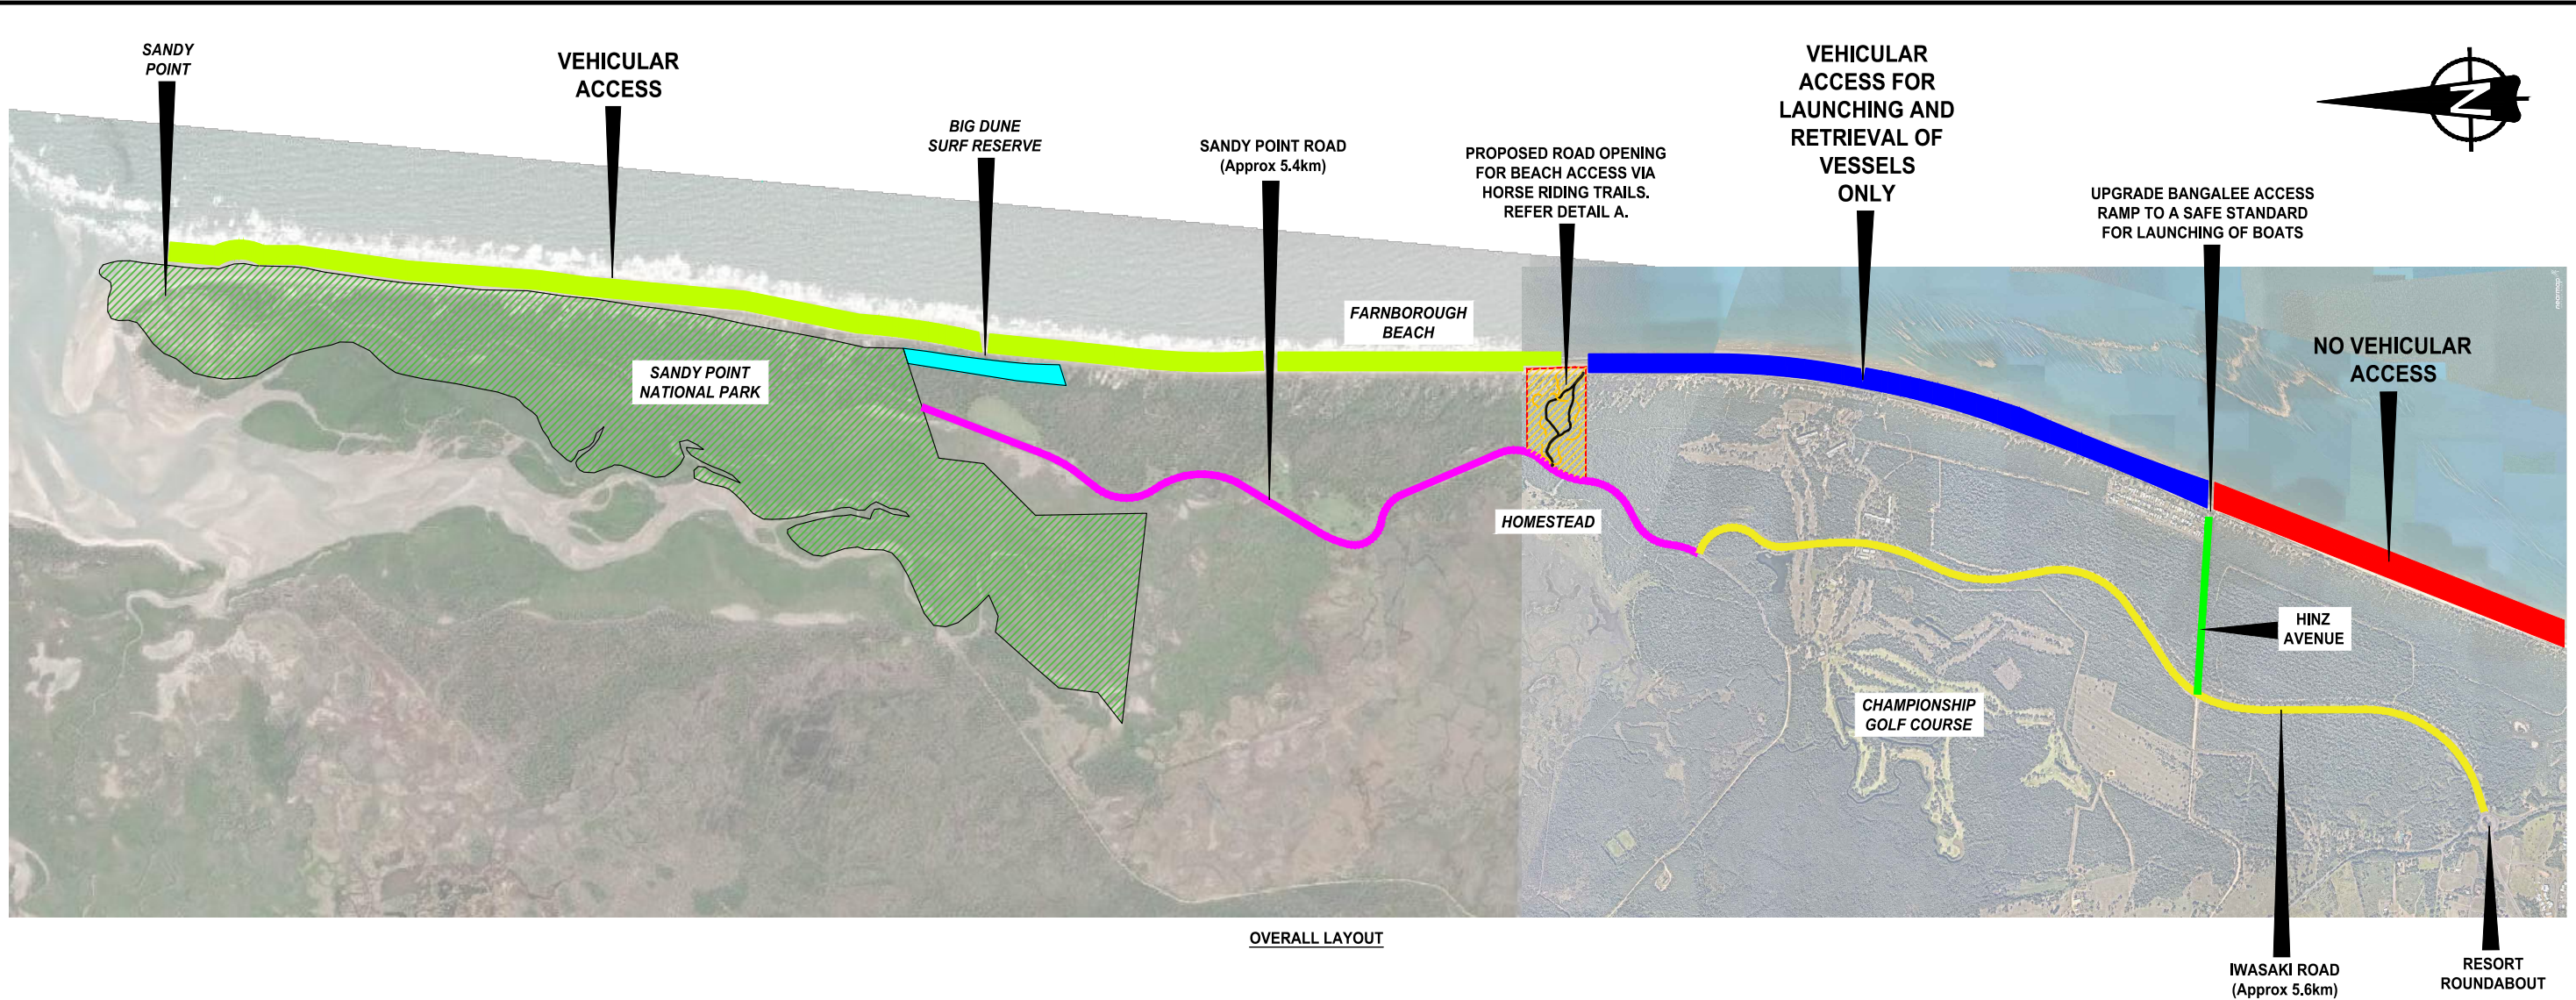 SANDY
POINT
VEHICULAR
ACCESS
BIG DUNE
SURF RESERVE
SANDY POINT ROAD
(Approx 5.4km)
PROPOSED ROAD OPENING
FOR BEACH ACCESS VIA
HORSE RIDING TRAILS.
REFER DETAIL A.
VEHICULAR
ACCESS FOR
LAUNCHING AND
RETRIEVAL OF
VESSELS
ONLY
UPGRADE BANGALEE ACCESS
RAMP TO A SAFE STANDARD
FOR LAUNCHING OF BOATS
N
nearmap
FARNBOROUGH
BEACH
NO VEHICULAR
ACCESS
SANDY POINT
NATIONAL PARK
HOMESTEAD
HINZ
AVENUE
CHAMPIONSHIP
GOLF COURSE
OVERALL LAYOUT
IWASAKI ROAD
(Approx 5.6km)
RESORT
ROUNDABOUT